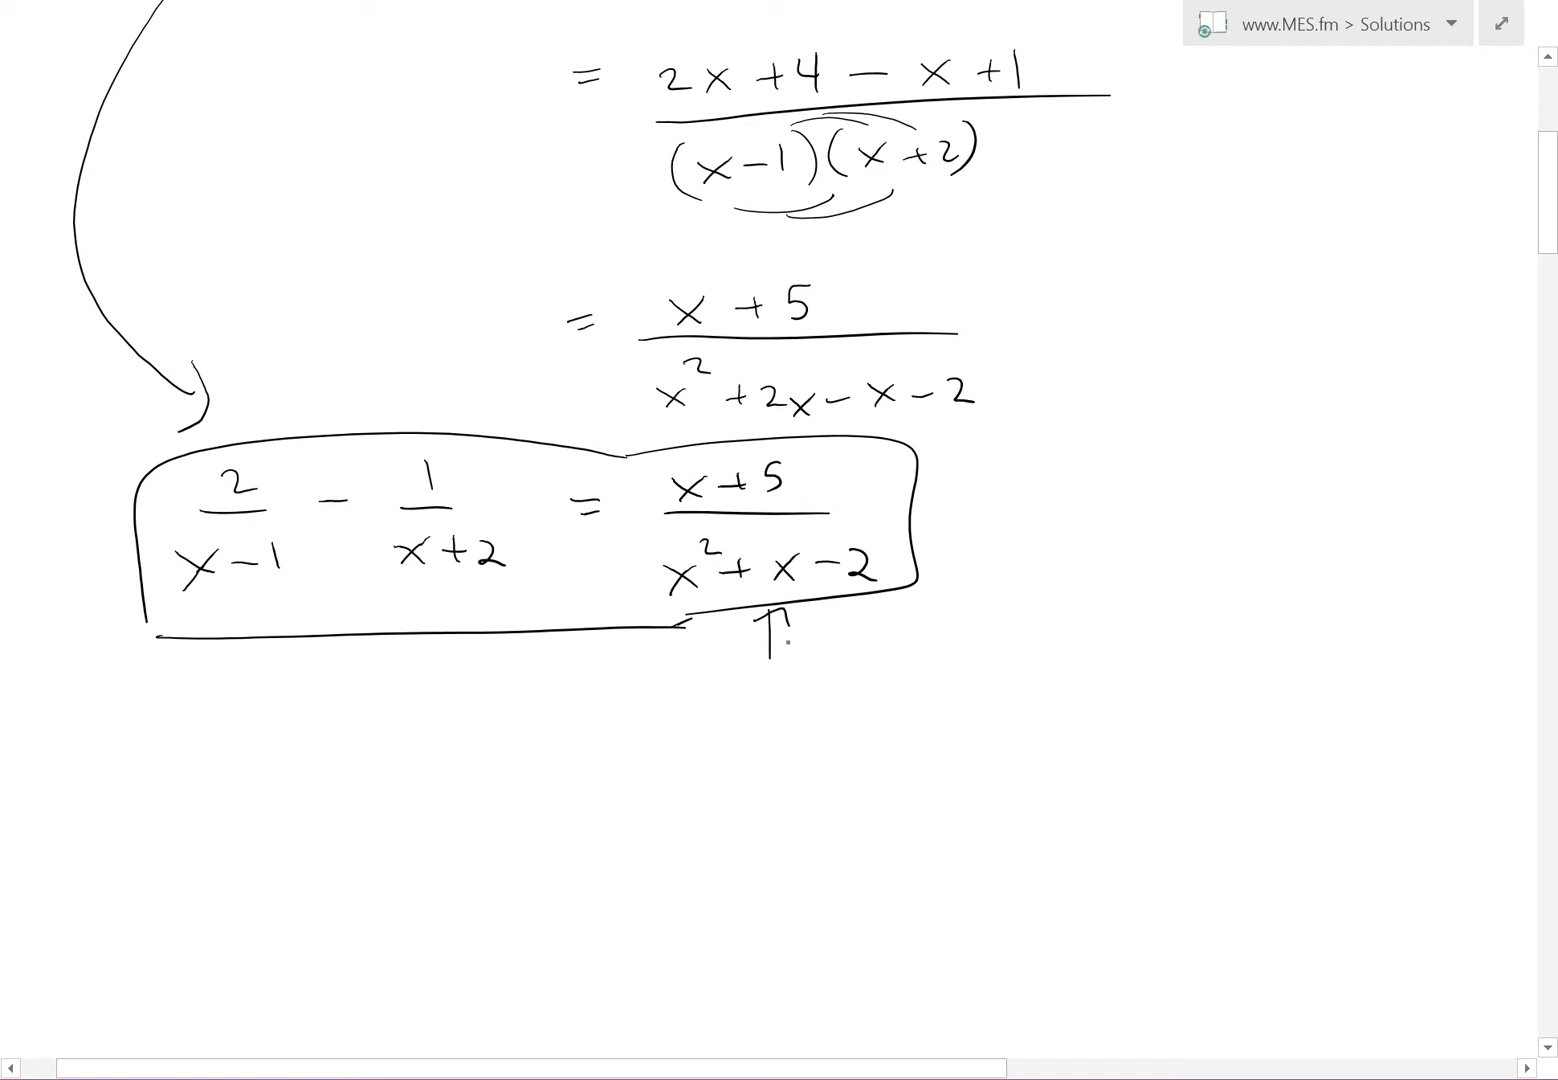 www.MES.fm > Solutions
= 2x + 4 - x + 1
(x - 1)(x + 2)
= x + 5
x² + 2x - x - 2
2/(x - 1) - 1/(x + 2) = (x + 5)/(x² + x - 2)